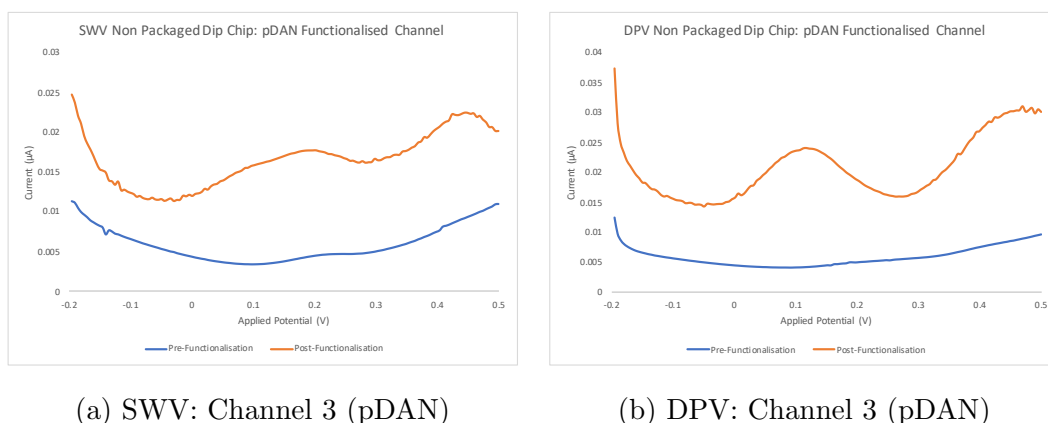 SWV Non Packaged Dip Chip: pDAN Functionalised Channel
0.03
0.025
0.02
0.015
0.01
0.005
0
Current (µA)
-0.2 -0.1 0 0.1 0.2 0.3 0.4 0.5
Applied Potential (V)
Pre-Functionalisation Post-Functionalisation
(a) SWV: Channel 3 (pDAN)
DPV Non Packaged Dip Chip: pDAN Functionalised Channel
0.04
0.035
0.03
0.025
0.02
0.015
0.01
0.005
0
Current (µA)
-0.2 -0.1 0 0.1 0.2 0.3 0.4 0.5
Applied Potential (V)
Pre-Functionalisation Post-Functionalisation
(b) DPV: Channel 3 (pDAN)